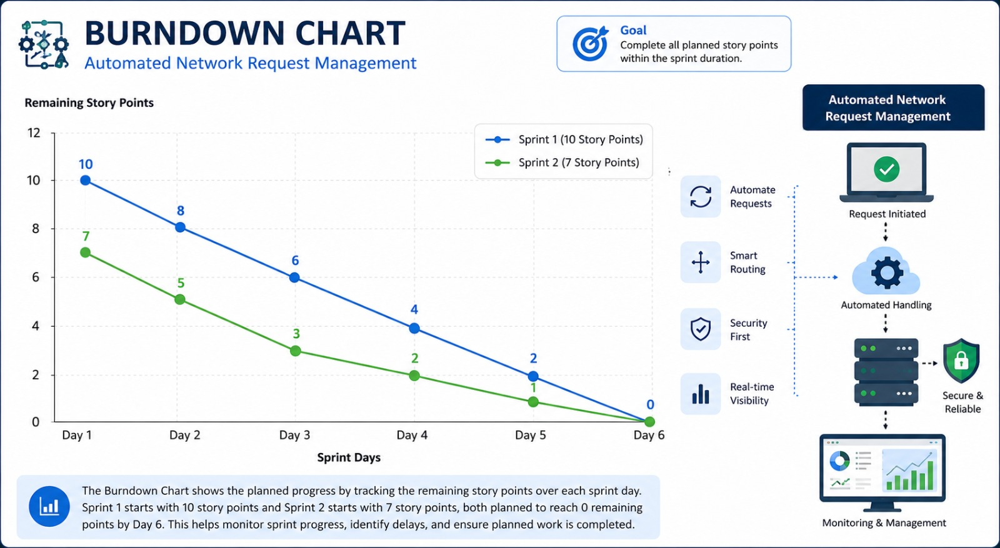 BURNDOWN CHART
Automated Network Request Management
Goal
Complete all planned story points
within the sprint duration.
Remaining Story Points
12
10
8
6
4
2
0
10
8
6
4
2
0
7
5
3
2
1
Sprint 1 (10 Story Points)
Sprint 2 (7 Story Points)
Day 1
Day 2
Day 3
Day 4
Day 5
Day 6
Sprint Days
The Burndown Chart shows the planned progress by tracking the remaining story points over each sprint day.
Sprint 1 starts with 10 story points and Sprint 2 starts with 7 story points, both planned to reach 0 remaining
points by Day 6. This helps monitor sprint progress, identify delays, and ensure planned work is completed.
Automate
Requests
Smart
Routing
Security
First
Real-time
Visibility
Automated Network
Request Management
Request Initiated
Automated Handling
Secure &
Reliable
Monitoring & Management